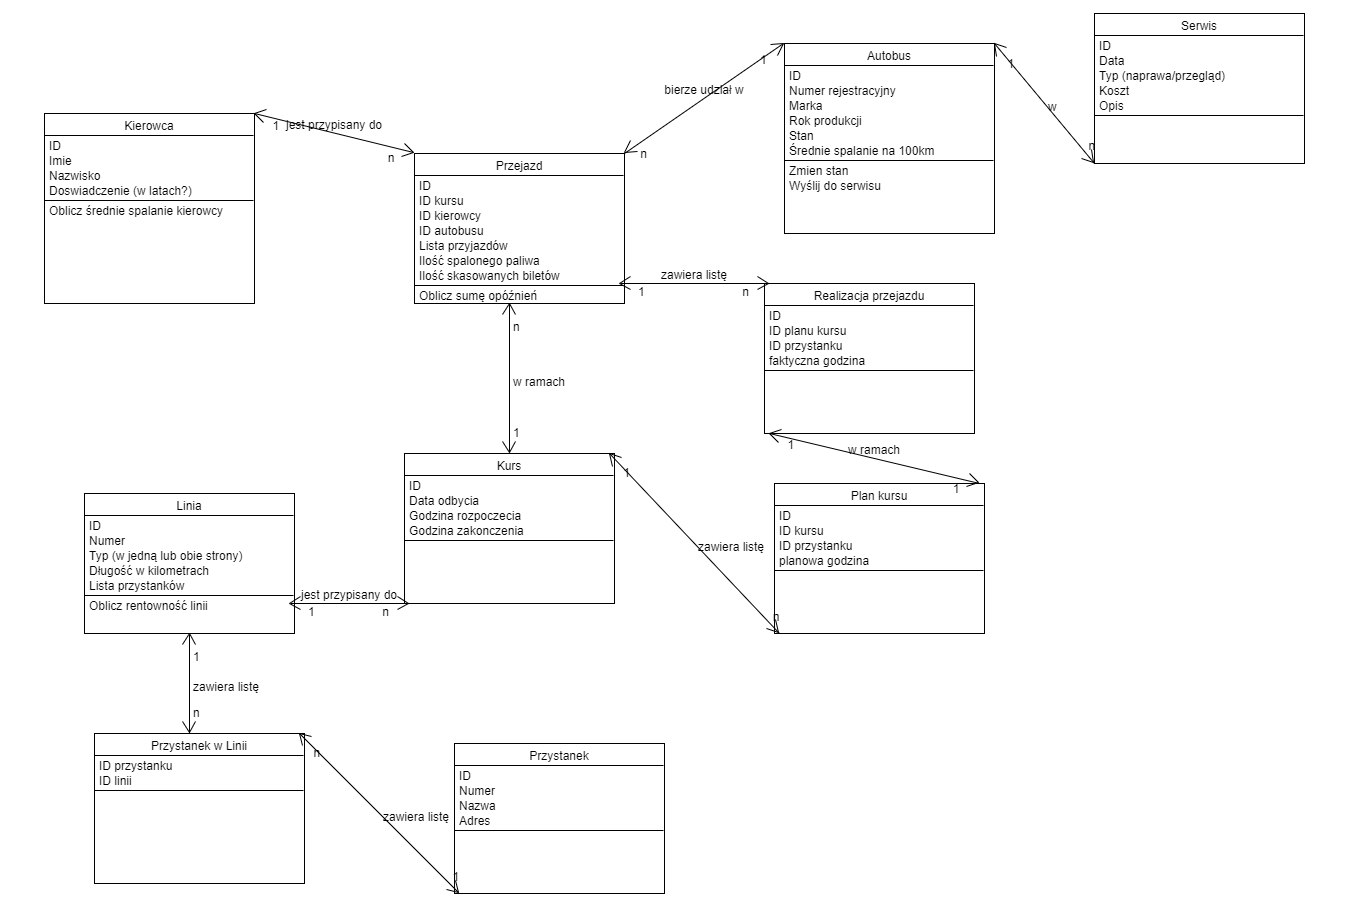 Serwis
ID
Data
Typ (naprawa/przegląd)
Koszt
Opis
Autobus
ID
Numer rejestracyjny
Marka
Rok produkcji
Stan
Średnie spalanie na 100km
Zmien stan
Wyślij do serwisu
1
w
n
1
bierze udział w
n
Kierowca
ID
Imie
Nazwisko
Doswiadczenie (w latach?)
Oblicz średnie spalanie kierowcy
1
jest przypisany do
n
Przejazd
ID
ID kursu
ID kierowcy
ID autobusu
Lista przyjazdów
Ilość spalonego paliwa
Ilość skasowanych biletów
Oblicz sumę opóźnień
zawiera listę
1
n
Realizacja przejazdu
ID
ID planu kursu
ID przystanku
faktyczna godzina
n
w ramach
1
1
w ramach
1
Kurs
ID
Data odbycia
Godzina rozpoczecia
Godzina zakonczenia
1
zawiera listę
n
Plan kursu
ID
ID kursu
ID przystanku
planowa godzina
Linia
ID
Numer
Typ (w jedną lub obie strony)
Długość w kilometrach
Lista przystanków
Oblicz rentowność linii
jest przypisany do
1
n
1
zawiera listę
n
Przystanek w Linii
ID przystanku
ID linii
n
zawiera listę
1
Przystanek
ID
Numer
Nazwa
Adres